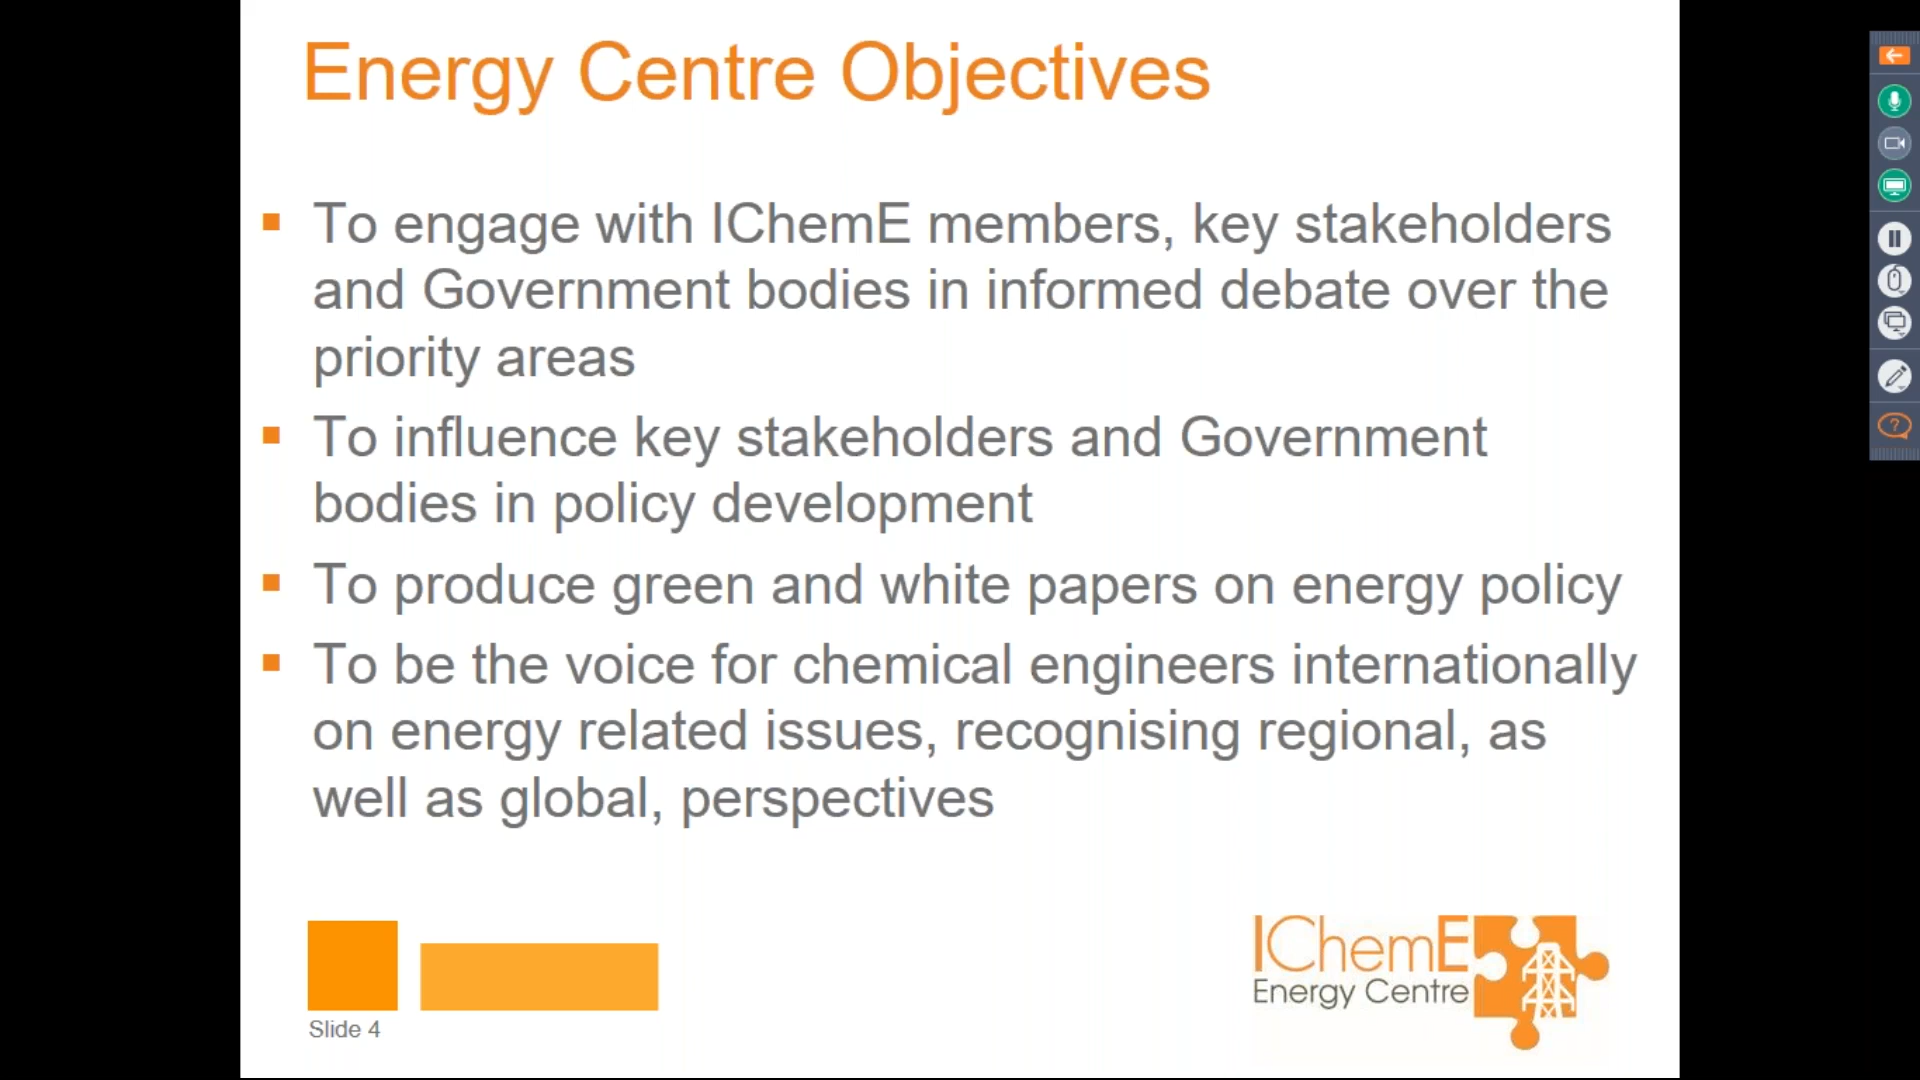 Energy Centre Objectives
To engage with IChemE members, key stakeholders
and Government bodies in informed debate over the
priority areas
To influence key stakeholders and Government
bodies in policy development
To produce green and white papers on energy policy
To be the voice for chemical engineers internationally
on energy related issues, recognising regional, as
well as global, perspectives
Slide 4
IChemE
Energy Centre
?